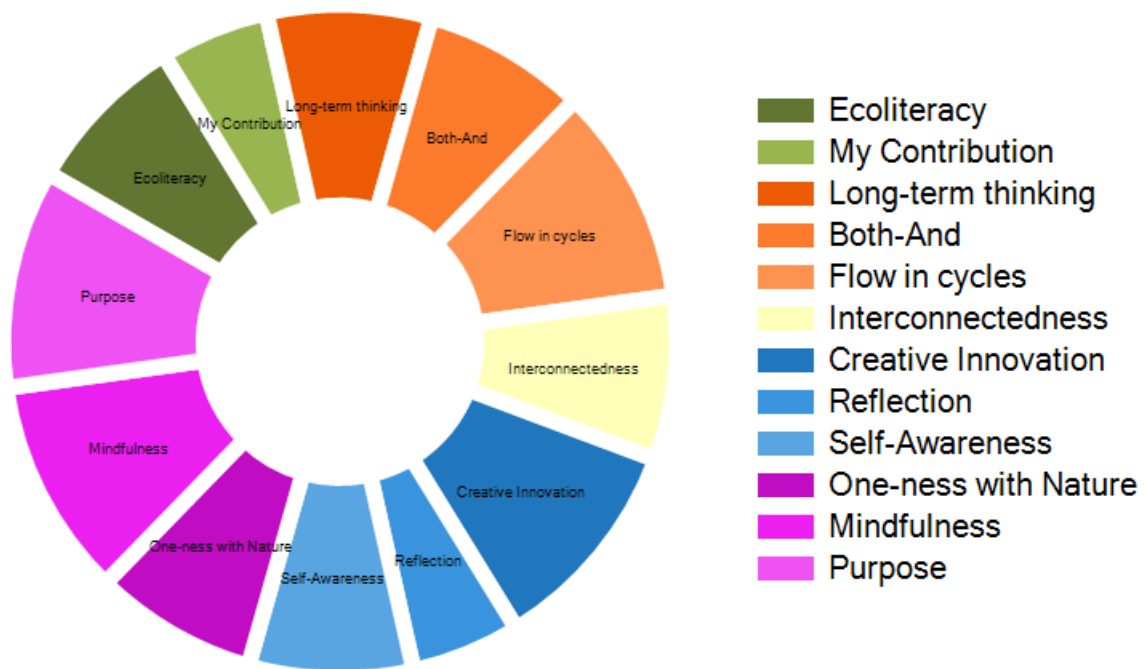 My Contribution
Long-term thinking
Both-And
Ecoliteracy
Flow in cycles
Purpose
Interconnectedness
Mindfulness
Creative Innovation
One-ness with Nature
Reflection
Self-Awareness
Ecoliteracy
My Contribution
Long-term thinking
Both-And
Flow in cycles
Interconnectedness
Creative Innovation
Reflection
Self-Awareness
One-ness with Nature
Mindfulness
Purpose